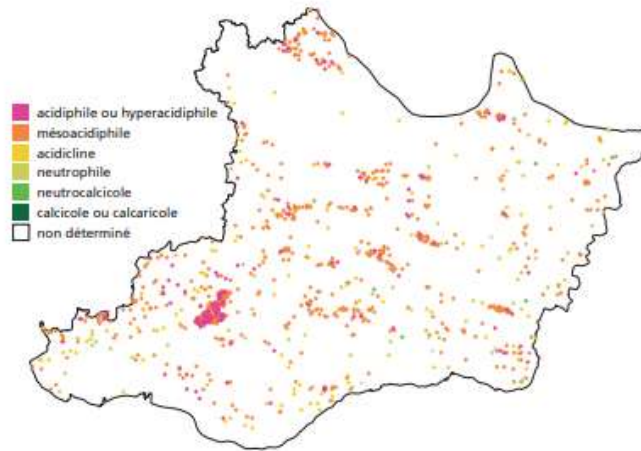 acidiphile ou hyperacidiphile
mésoacidiphile
acidicline
neutrophile
neutrocalcicole
calcicole ou calcaricole
non déterminé